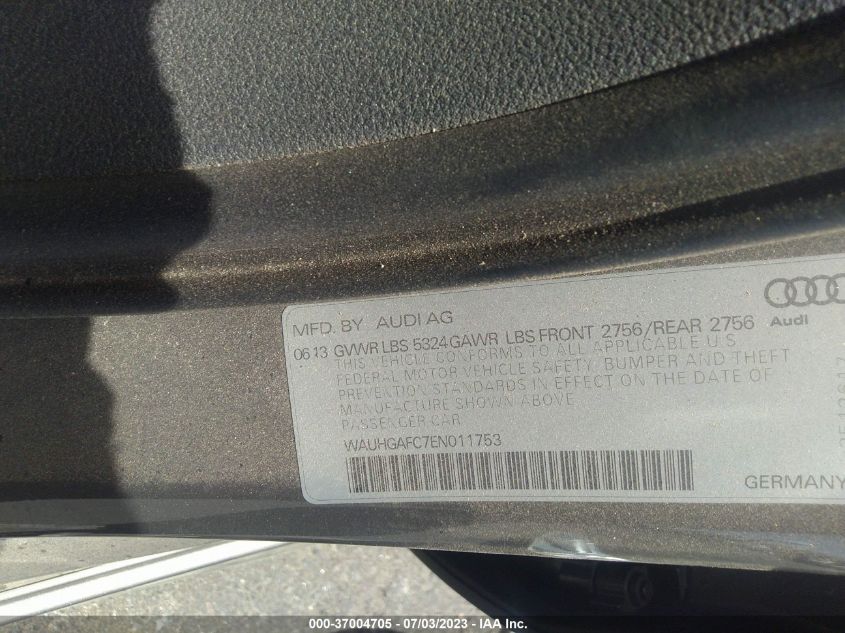 MFD. BY AUDI AG
Audi
06 13 GVWR LBS 5324 GAWR LBS FRONT 2756/REAR 2756
THIS VEHICLE CONFORMS TO ALL APPLICABLE U.S.
FEDERAL MOTOR VEHICLE SAFETY, BUMPER AND THEFT
PREVENTION STANDARDS IN EFFECT ON THE DATE OF
MANUFACTURE SHOWN ABOVE.
PASSENGER CAR
WAUHGAFC7EN011753
GERMANY
000-37004705 - 07/03/2023 - © IAA Inc.